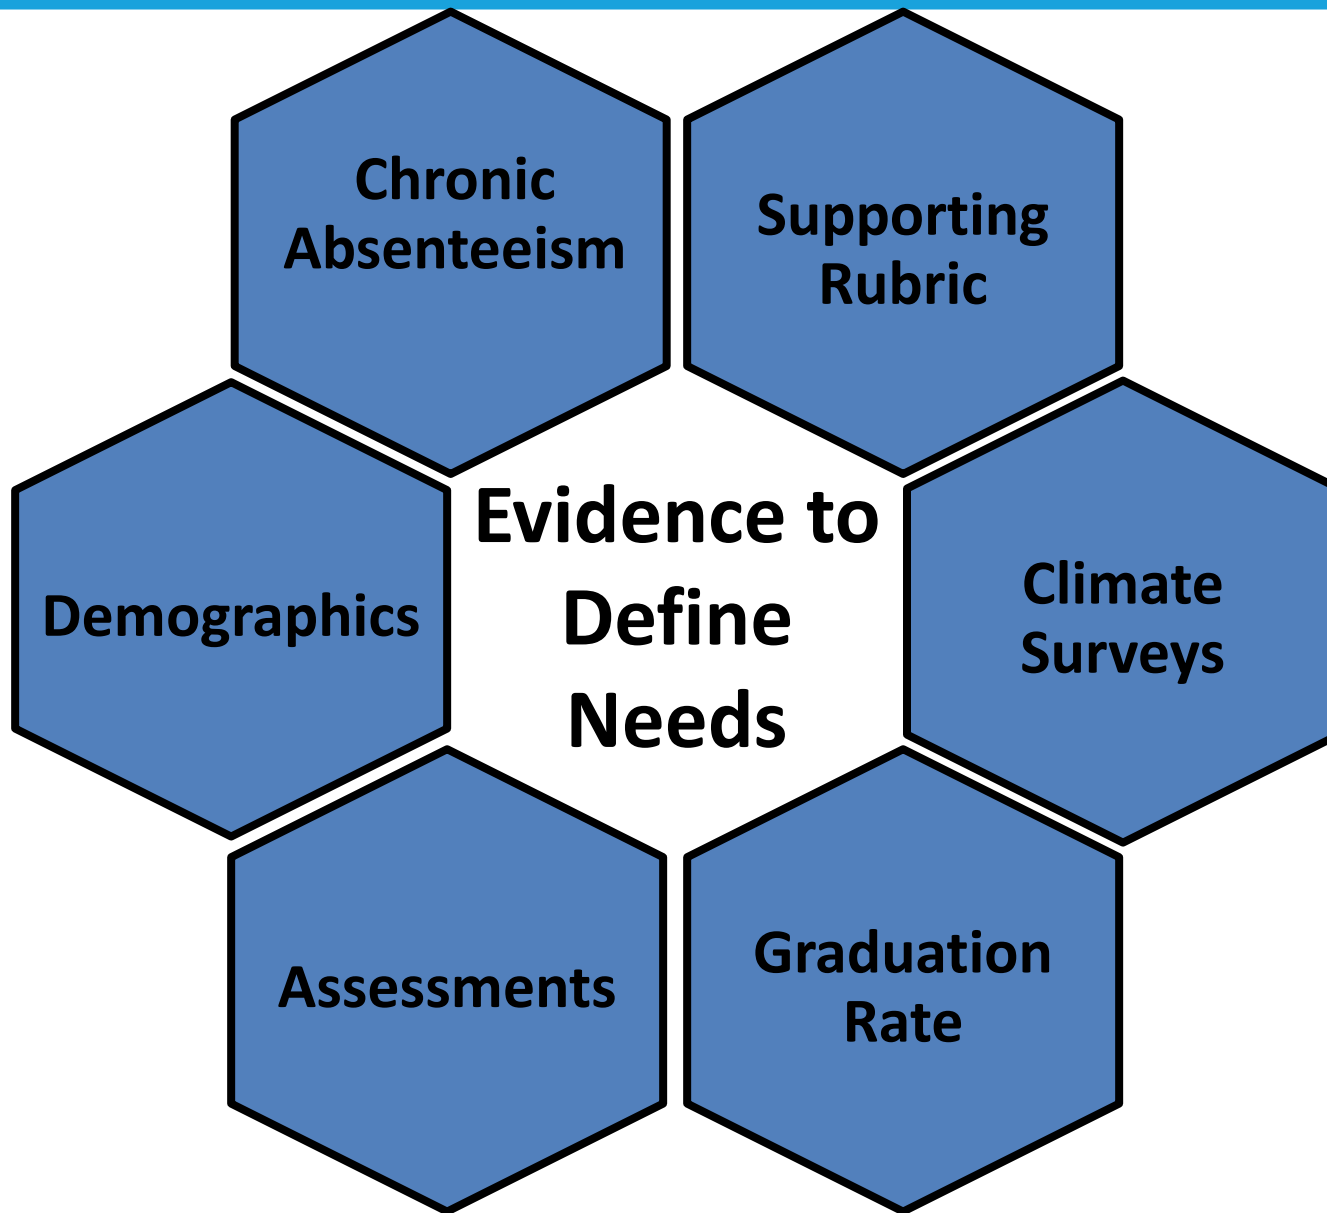 Chronic
Absenteeism
Supporting
Rubric
Evidence to
Define
Needs
Climate
Surveys
Demographics
Assessments
Graduation
Rate